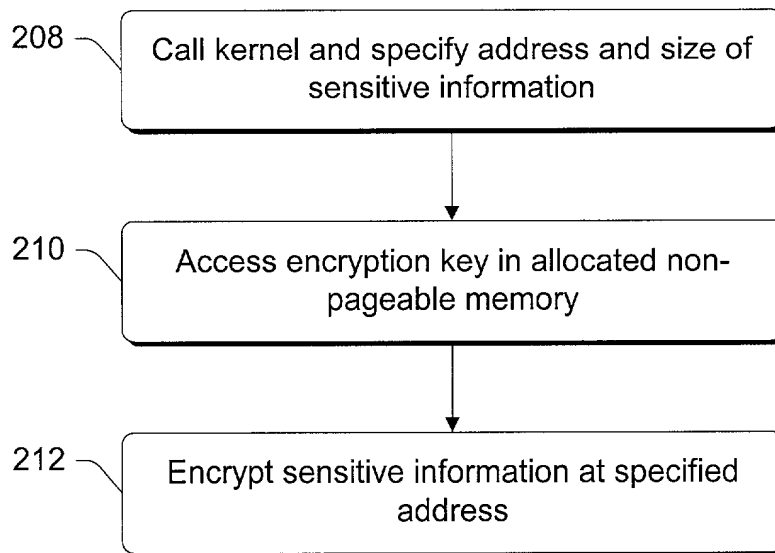 208
Call kernel and specify address and size of
sensitive information
210
Access encryption key in allocated non-
pageable memory
212
Encrypt sensitive information at specified
address